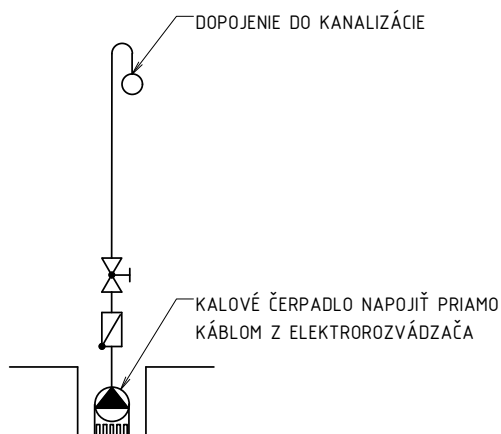 DOPOJENIE DO KANALIZÁCIE
KALOVÉ ČERPADLO NAPOJIŤ PRIAMO
KÁBLOM Z ELEKTROROZVÁDZAČA